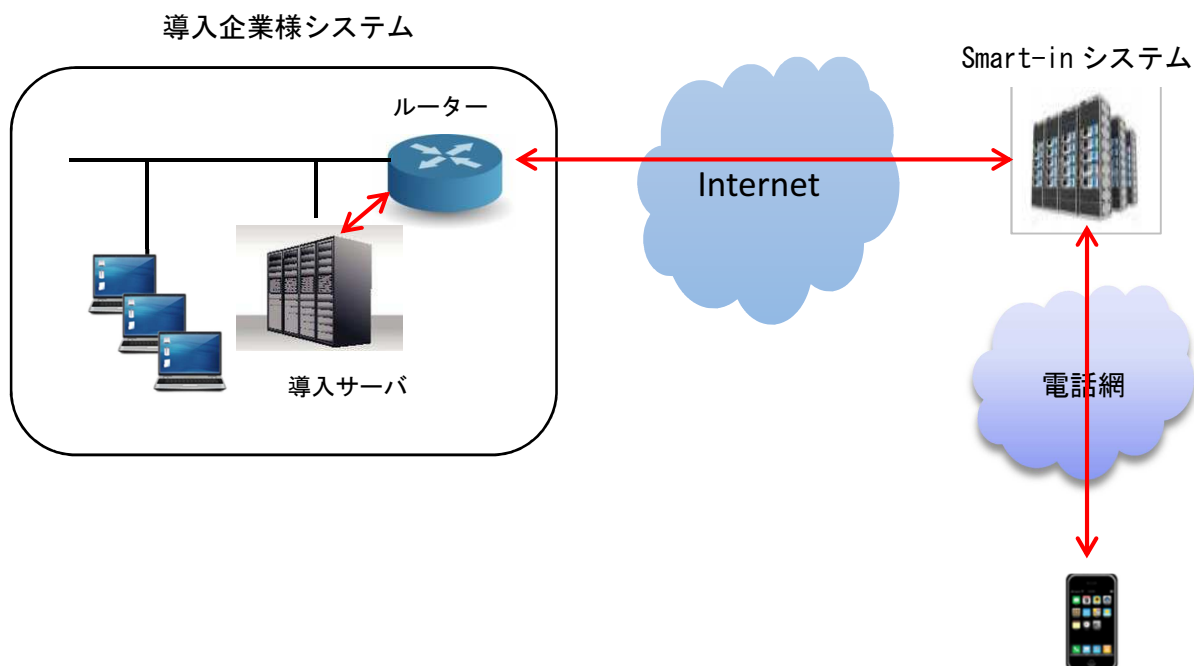 導入企業様システム
Smart-in システム
ルーター
Internet
導入サーバ
電話網